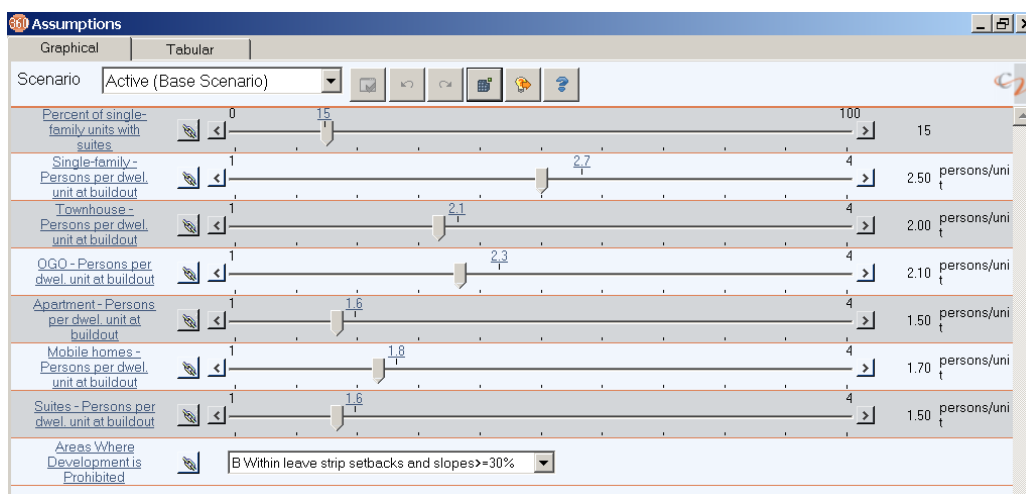 360 Assumptions
Graphical Tabular
Scenario Active (Base Scenario)
Percent of single-
family units with
suites
0 15 100
15
Single-family -
Persons per dwel.
unit at buildout
1 2.7 4
2.50 persons/uni
t
Townhouse -
Persons per dwel.
unit at buildout
1 2.1 4
2.00 persons/uni
t
OGO - Persons per
dwel. unit at buildout
1 2.3 4
2.10 persons/uni
t
Apartment - Persons
per dwel. unit at
buildout
1 1.6 4
1.50 persons/uni
t
Mobile homes -
Persons per dwel.
unit at buildout
1 1.8 4
1.70 persons/uni
t
Suites - Persons per
dwel. unit at buildout
1 1.6 4
1.50 persons/uni
t
Areas Where
Development is
Prohibited
B Within leave strip setbacks and slopes>=30%